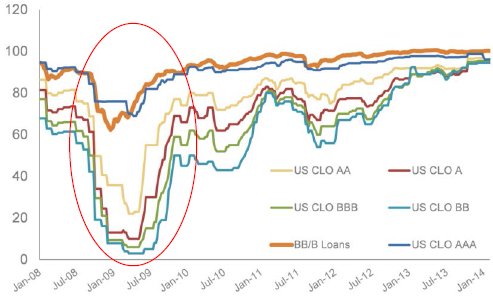 120
100
80
60
40
20
0
US CLO AA
US CLO A
US CLO BBB
US CLO BB
BB/B Loans
US CLO AAA
Jan-08
Jul-08
Jan-09
Jul-09
Jan-10
Jul-10
Jan-11
Jul-11
Jan-12
Jul-12
Jan-13
Jul-13
Jan-14